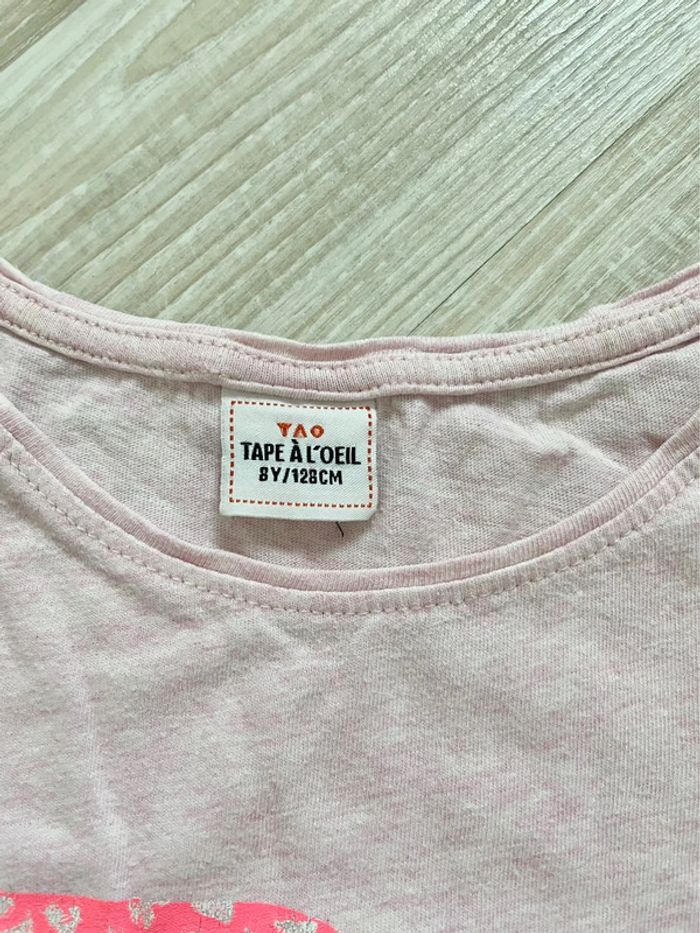 TAO
TAPE À L'OEIL
8Y/128CM